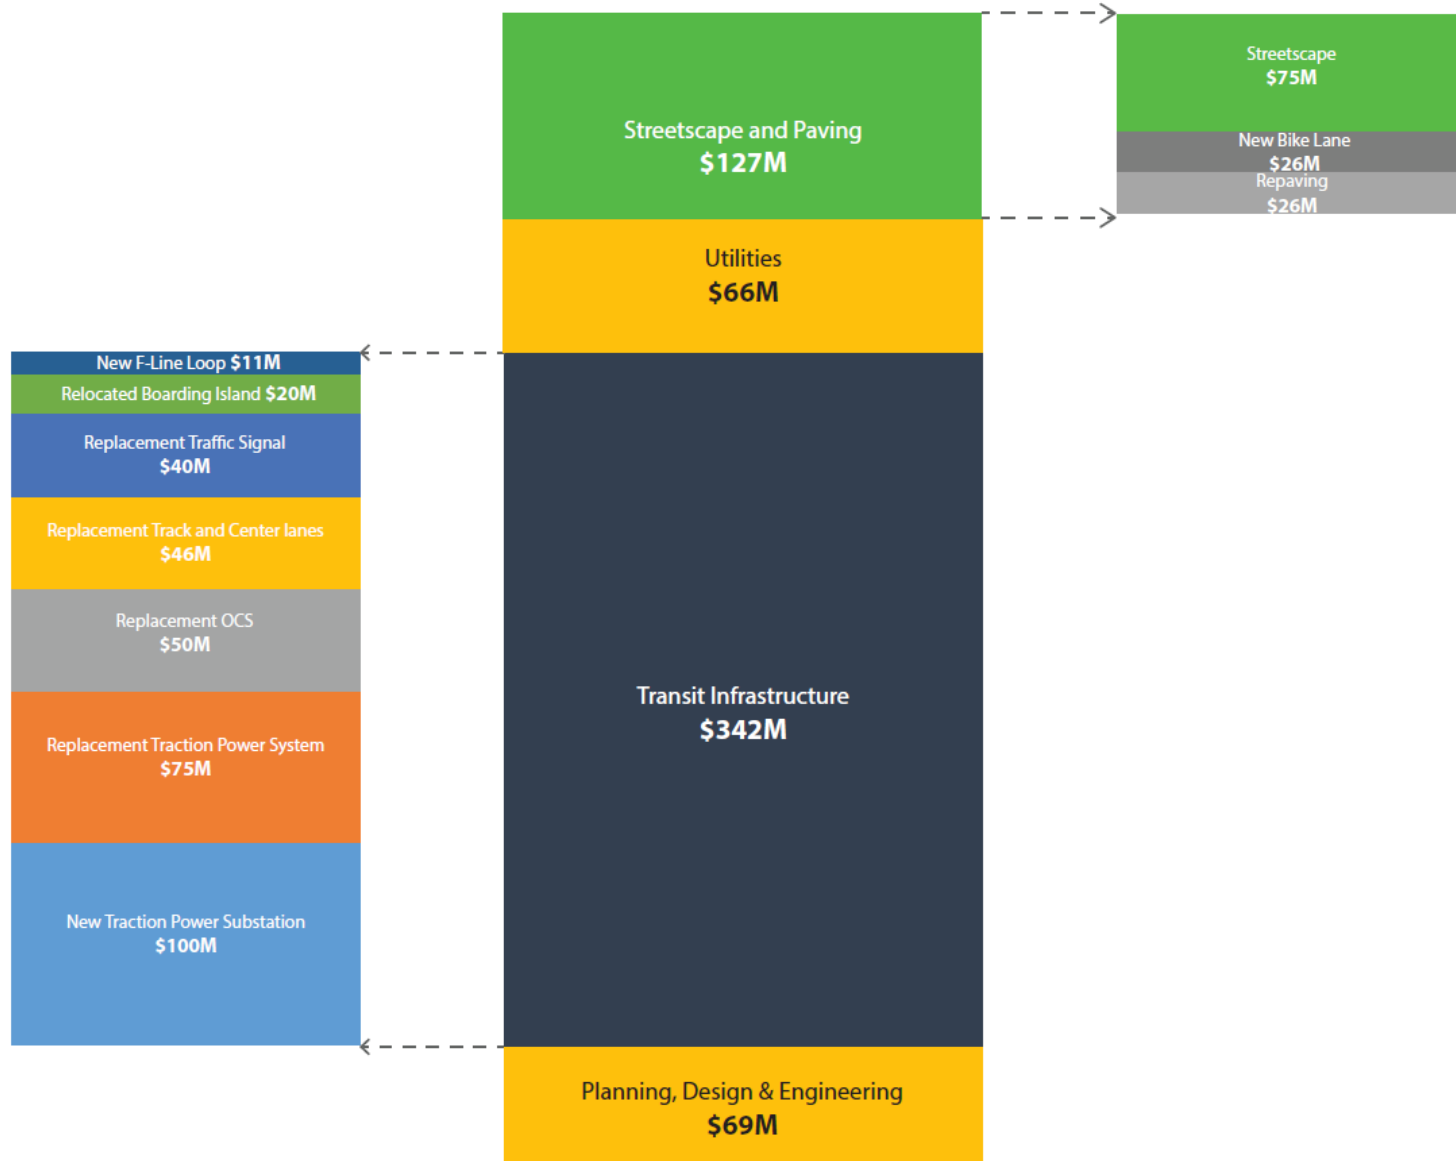 Streetscape and Paving
$127M
Utilities
$66M
Transit Infrastructure
$342M
Planning, Design & Engineering
$69M
Streetscape
$75M
New Bike Lane
$26M
Repaving
$26M
New F-Line Loop $11M
Relocated Boarding Island $20M
Replacement Traffic Signal
$40M
Replacement Track and Center lanes
$46M
Replacement OCS
$50M
Replacement Traction Power System
$75M
New Traction Power Substation
$100M